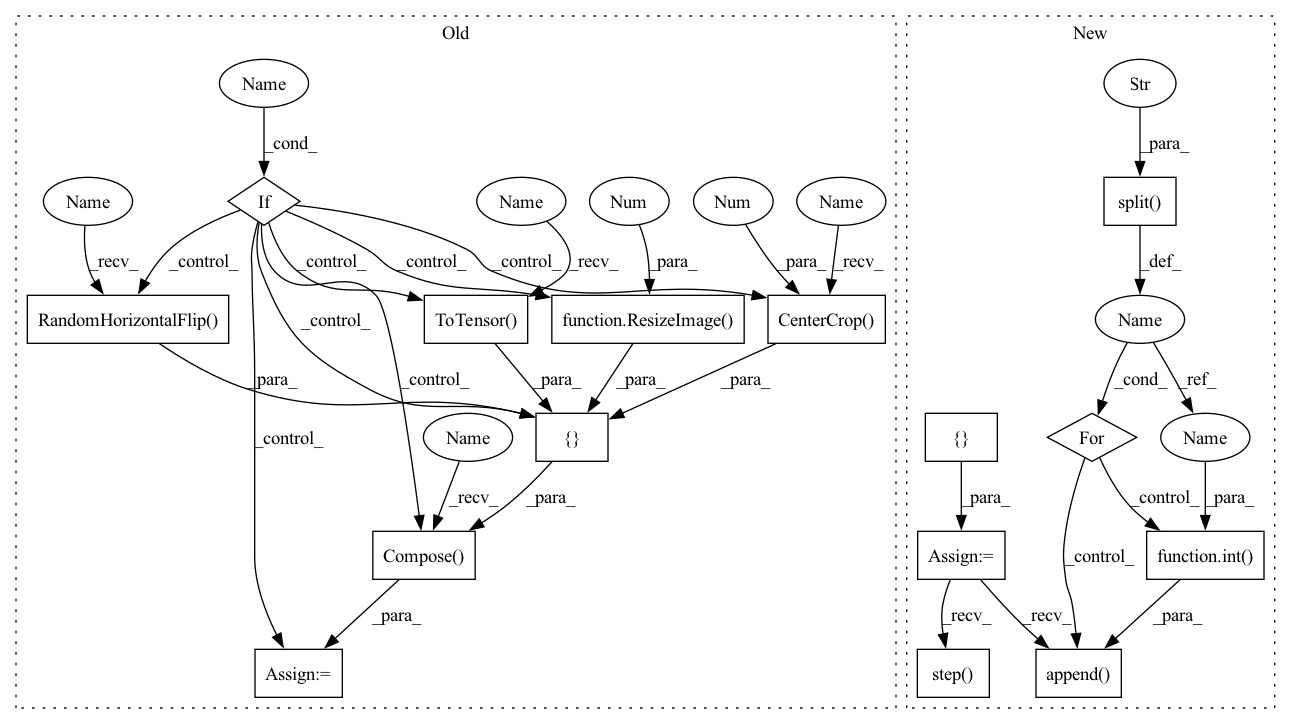 Old
New
Name
Str
_cond_
_para_
Name
If
Name
Num
Num
Name
split()
_recv_
_control_
_control_
_control_
_recv_
_para_
_control_
_para_
_recv_
_def_
RandomHorizontalFlip()
_control_
ToTensor()
function.ResizeImage()
CenterCrop()
Name
_para_
_control_
_para_
_para_
_para_
_cond_
_ref_
_control_
Name
{}
{}
For
Name
_recv_
_para_
_para_
_control_
_para_
Compose()
Assign:=
_control_
function.int()
_para_
_recv_
_recv_
_para_
Assign:=
step()
append()